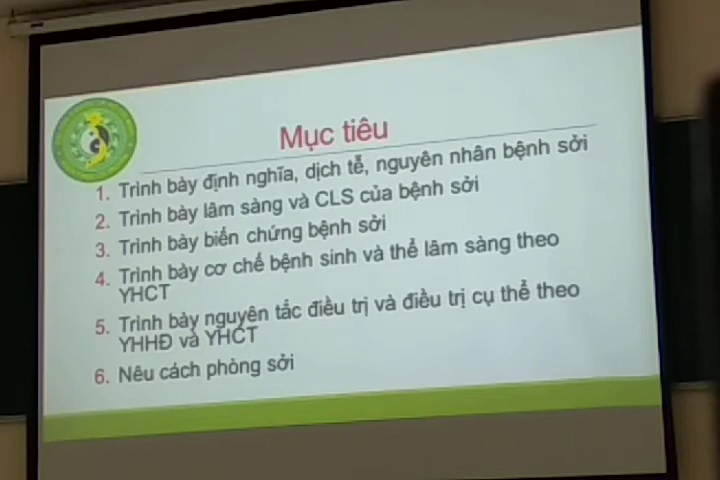 Mục tiêu
1. Trình bày định nghĩa, dịch tễ, nguyên nhân bệnh sởi
2. Trình bày lâm sàng và CLS của bệnh sởi
3. Trình bày biến chứng bệnh sởi
4. Trình bày cơ chế bệnh sinh và thể lâm sàng theo
YHCT
5. Trình bày nguyên tắc điều trị và điều trị cụ thể theo
YHHĐ và YHCT
6. Nêu cách phòng sởi